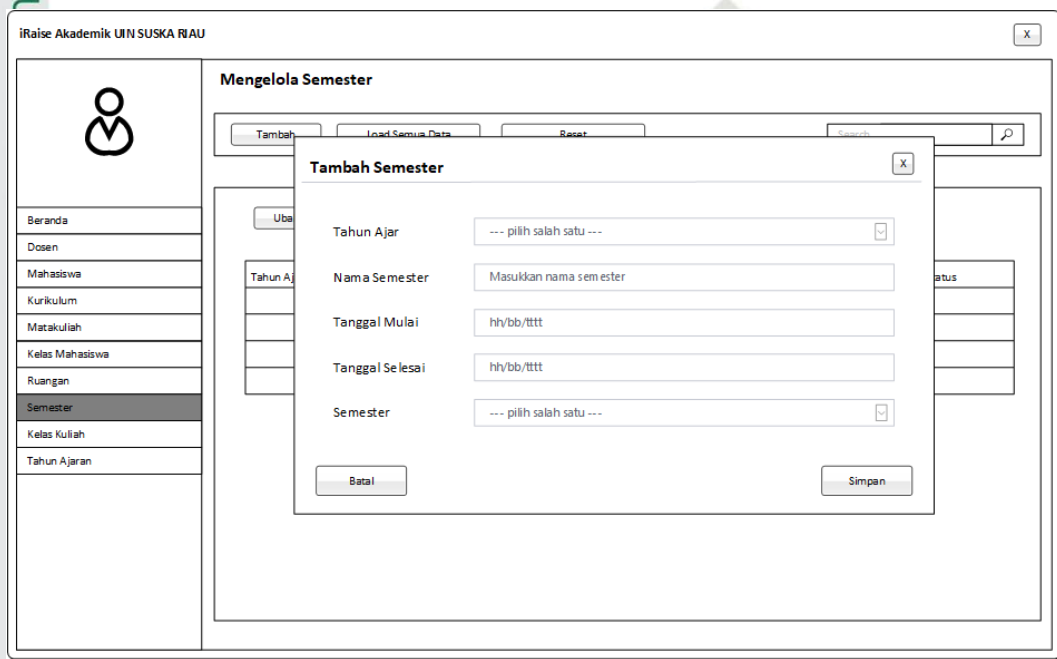 iRaise Akademik UIN SUSKA RIAU
X
Mengelola Semester
Tambah
Load Semua Data
Reset
Search
Tambah Semester
X
Beranda
Dosen
Mahasiswa
Kurikulum
Matakuliah
Kelas Mahasiswa
Ruangan
Semester
Kelas Kuliah
Tahun Ajaran
Uba
Tahun Aj
atus
Tahun Ajar
--- pilih salah satu ---
Nama Semester
Masukkan nama semester
Tanggal Mulai
hh/bb/tttt
Tanggal Selesai
hh/bb/tttt
Semester
--- pilih salah satu ---
Batal
Simpan